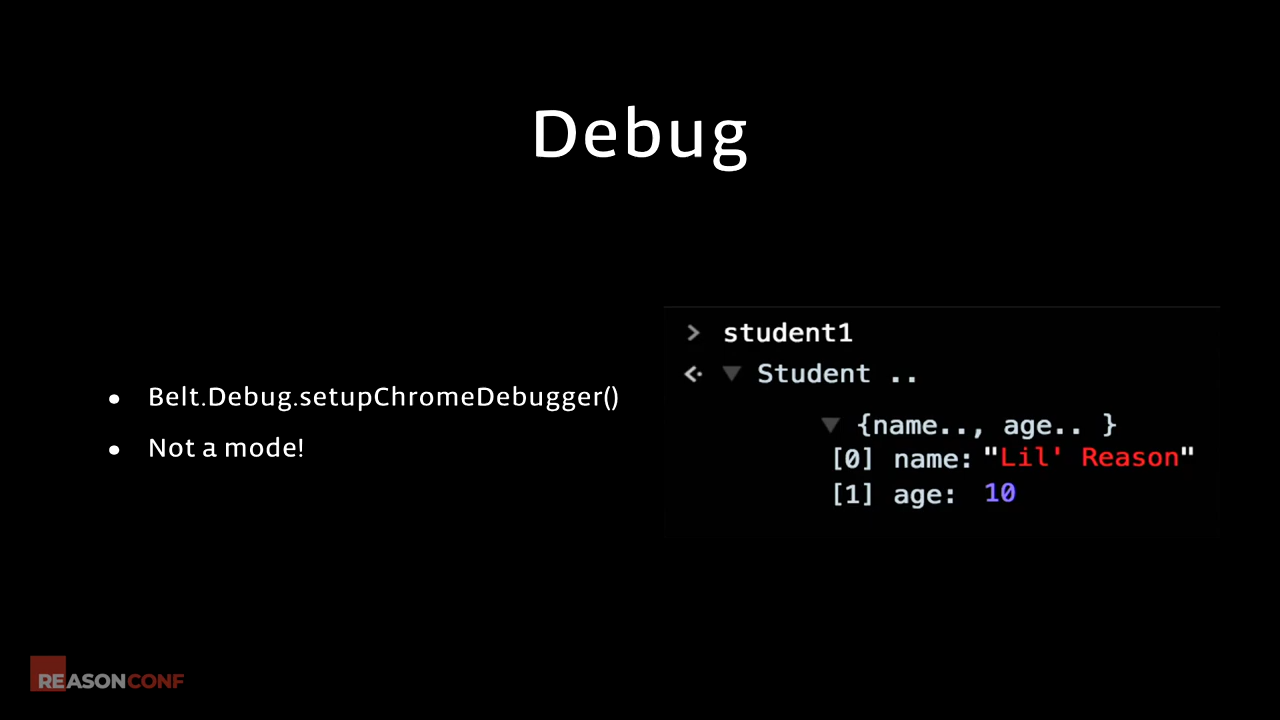 Debug
• Belt.Debug.setupChromeDebugger()
• Not a mode!
> student1
Student ..
{name.., age.. }
[0] name: "Lil' Reason"
[1] age: 10
REASONCONF